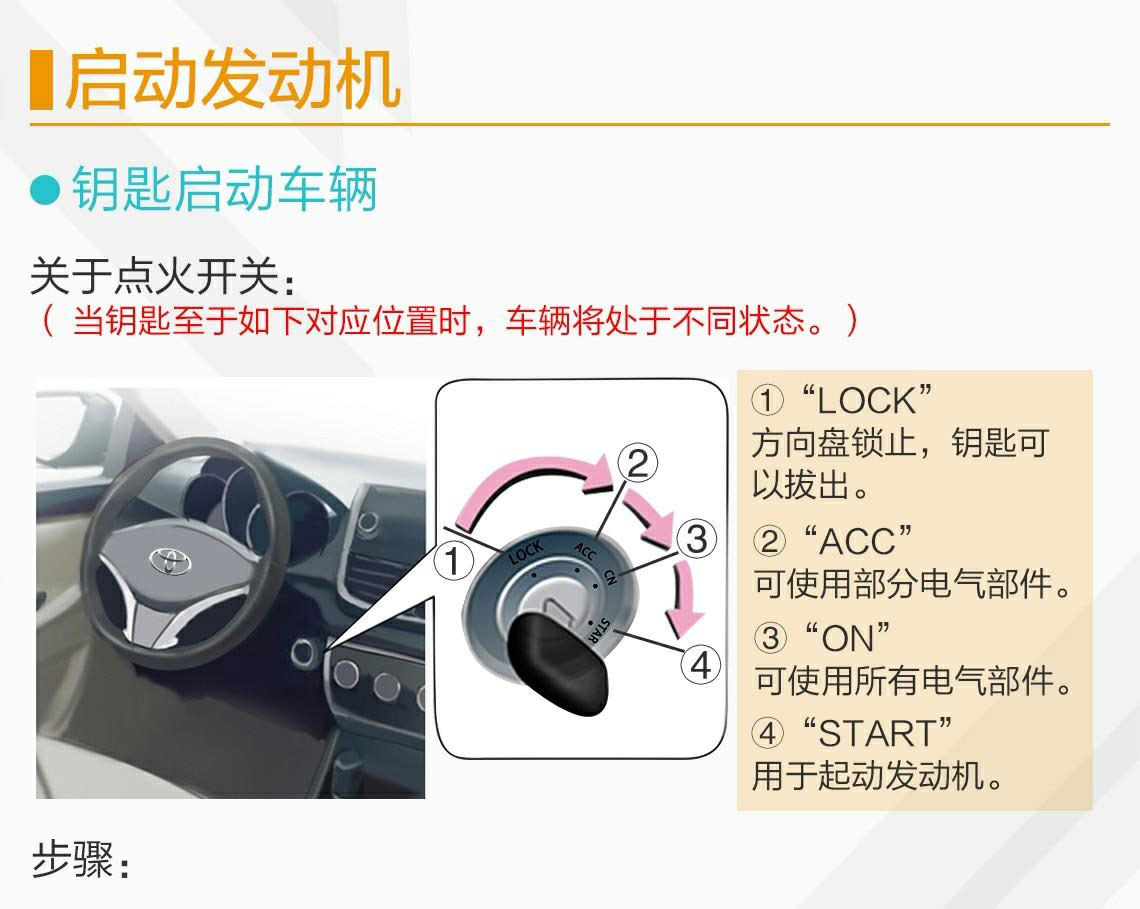 启动发动机
钥匙启动车辆
关于点火开关：
（ 当钥匙至于如下对应位置时，车辆将处于不同状态。）
① LOCK
② ACC
③ CN
④ STAR
① “LOCK”
方向盘锁止，钥匙可
以拔出。
② “ACC”
可使用部分电气部件。
③ “ON”
可使用所有电气部件。
④ “START”
用于起动发动机。
步骤：